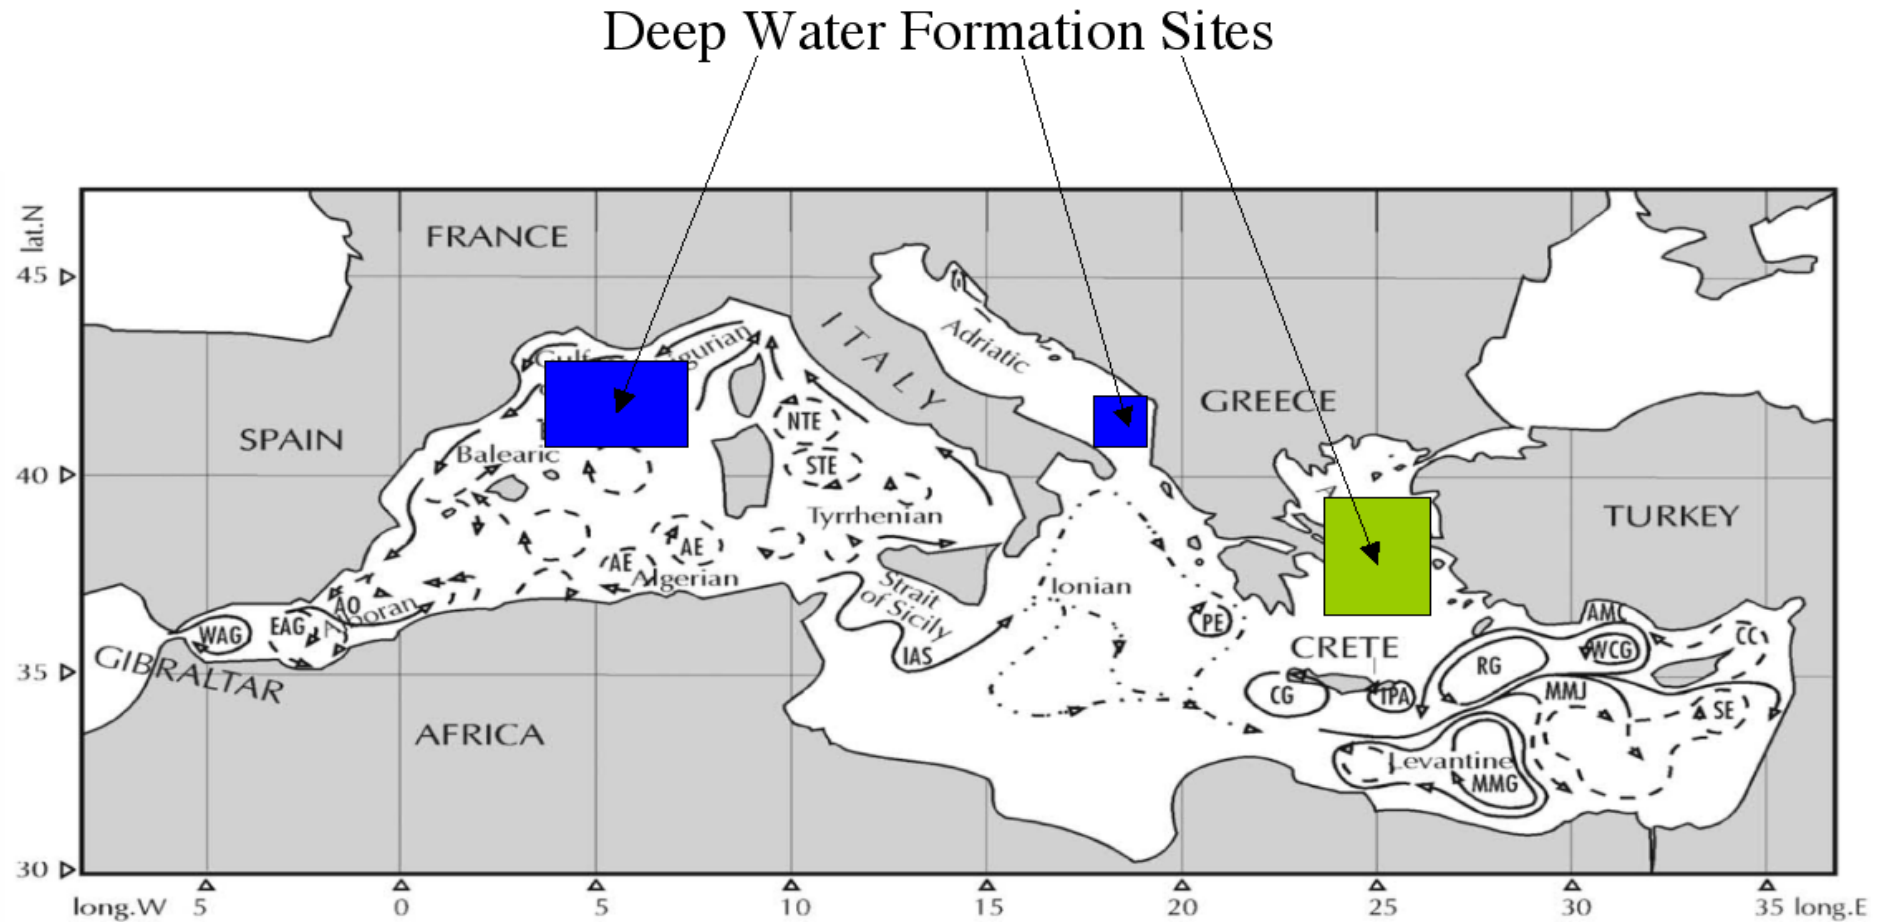 Deep Water Formation Sites
lat.N
FRANCE
45
ITALY
Adriatic
GREECE
SPAIN
NTE
Balearic
40
STE
Tyrrhenian
TURKEY
AE
AE
Algerian
Strait
of Sicily
Ionian
AO
WAG
EAG
PE
AMC
IAS
CRETE
WCG
CC
GIBRALTAR
35
RG
CG
MMJ
SE
AFRICA
Levantine
MMG
30
long.W 5 0 5 10 15 20 25 30 35 long.E